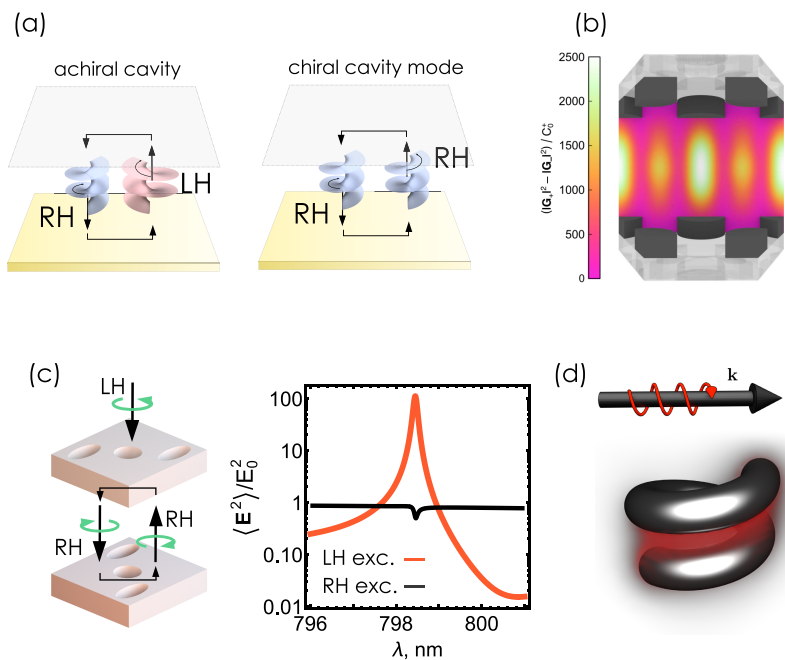 (a)
achiral cavity
chiral cavity mode
RH
LH
RH
RH
(b)
2500
2000
1500
1000
500
0
(|G₊|² − |G₋|²) / C₀⁺
(c)
LH
RH
RH
100
10
1
0.10
0.01
⟨E²⟩/E₀²
LH exc.
RH exc.
796
798
800
λ, nm
(d)
k